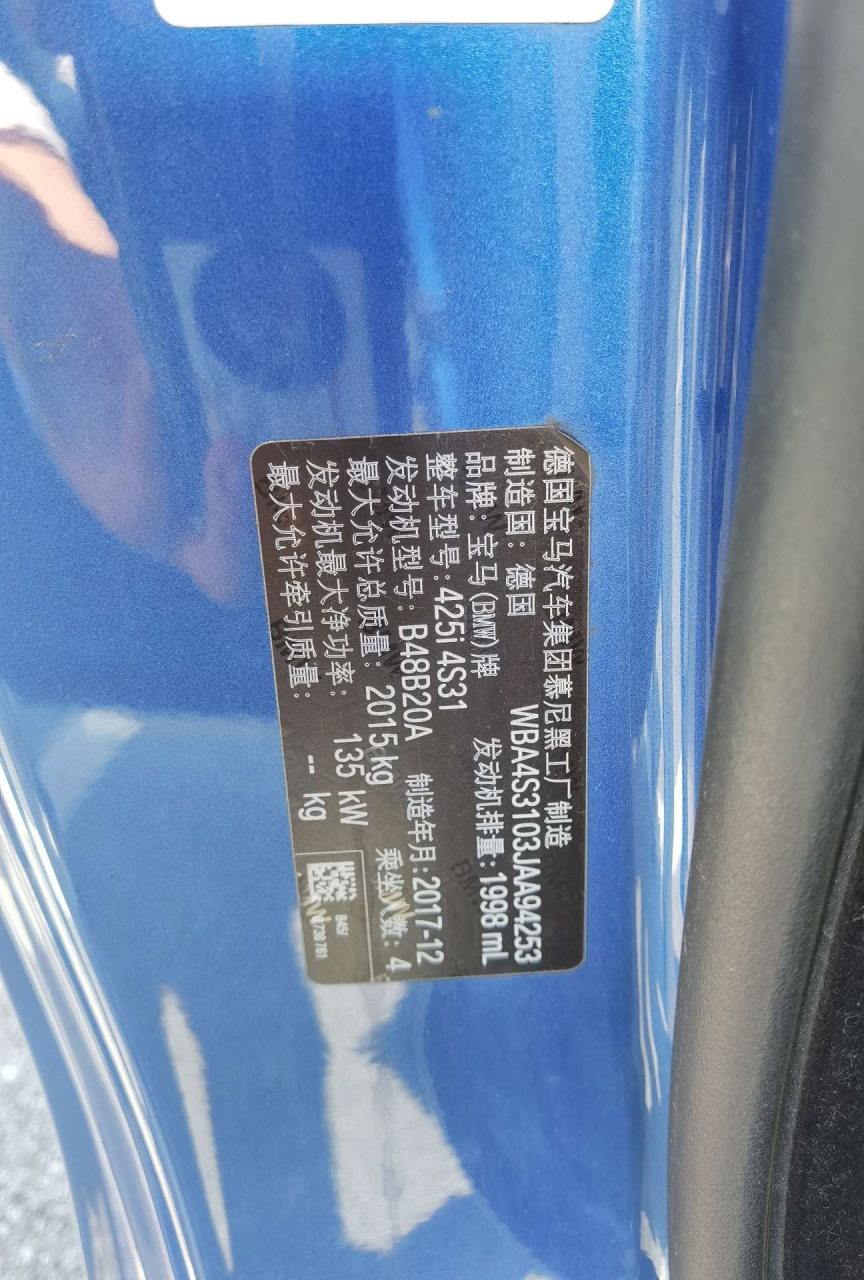 德国宝马汽车集团慕尼黑工厂制造
制造国: 德国 WBA4S3103JAA94253
品牌: 宝马(BMW)牌 发动机排量: 1998 mL
整车型号: 425i 4S31
发动机型号: B48B20A 制造年月: 2017-12
最大允许总质量: 2015 kg 乘坐人数: 4
发动机最大净功率: 135 kW
最大允许牵引质量: -- kg